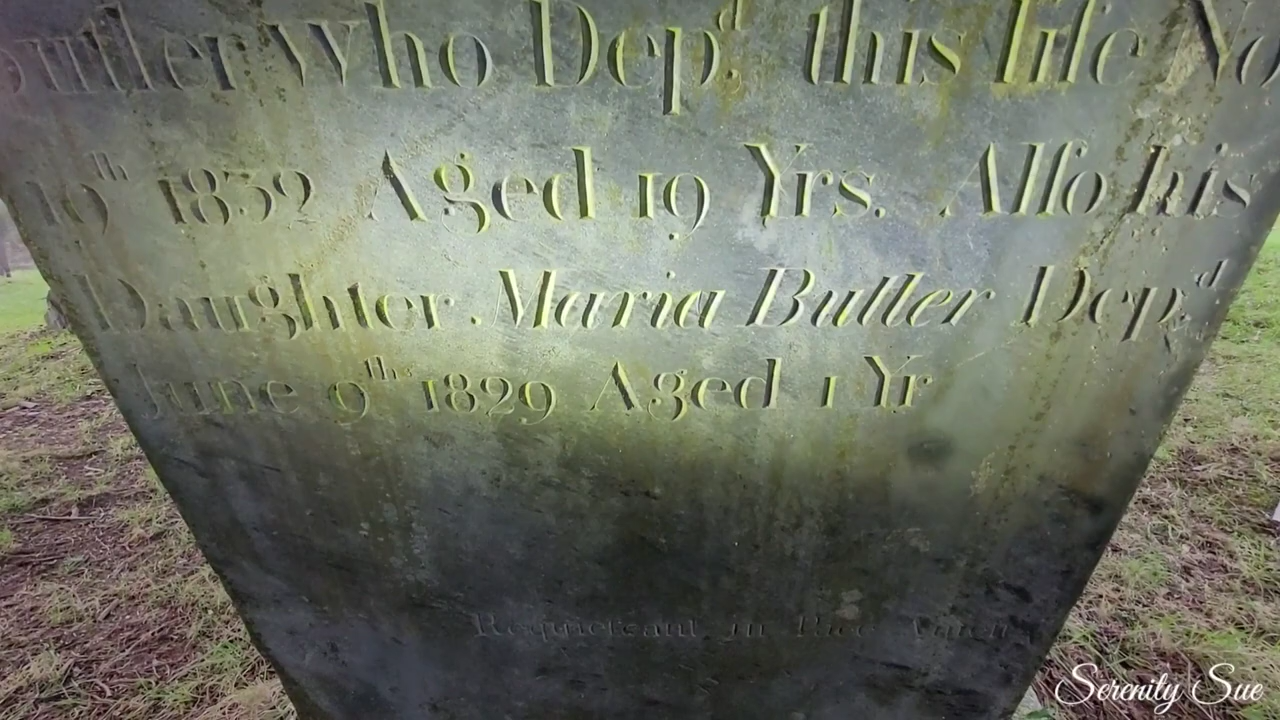 Butler who Depd, this life No
19th 1832 Aged 19 Yrs. Alſo his
Daughter Maria Butler Depd
June 9th 1829 Aged 1 Yr
Requiescant in Pace Amen
Serenity Sue